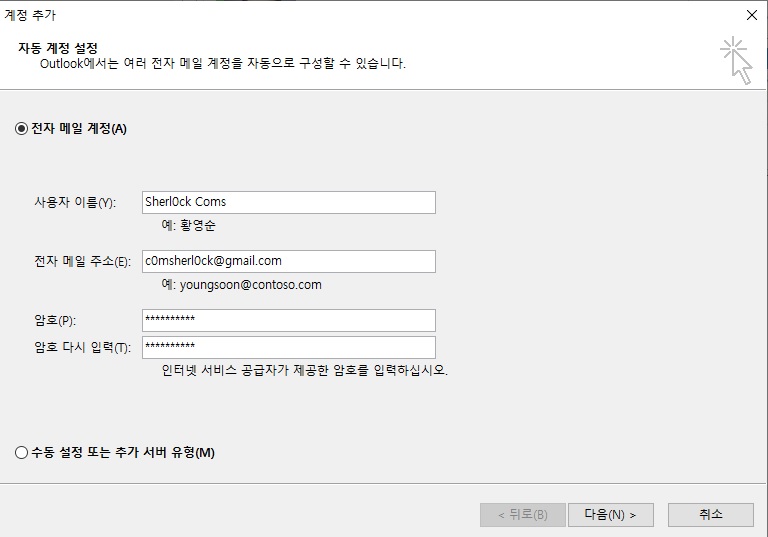 계정 추가
자동 계정 설정
Outlook에서는 여러 전자 메일 계정을 자동으로 구성할 수 있습니다.
전자 메일 계정(A)
사용자 이름(Y): Sherl0ck Coms
예: 황영순
전자 메일 주소(E): c0msherl0ck@gmail.com
예: youngsoon@contoso.com
암호(P): **********
암호 다시 입력(T): **********
인터넷 서비스 공급자가 제공한 암호를 입력하십시오.
수동 설정 또는 추가 서버 유형(M)
< 뒤로(B) 다음(N) > 취소